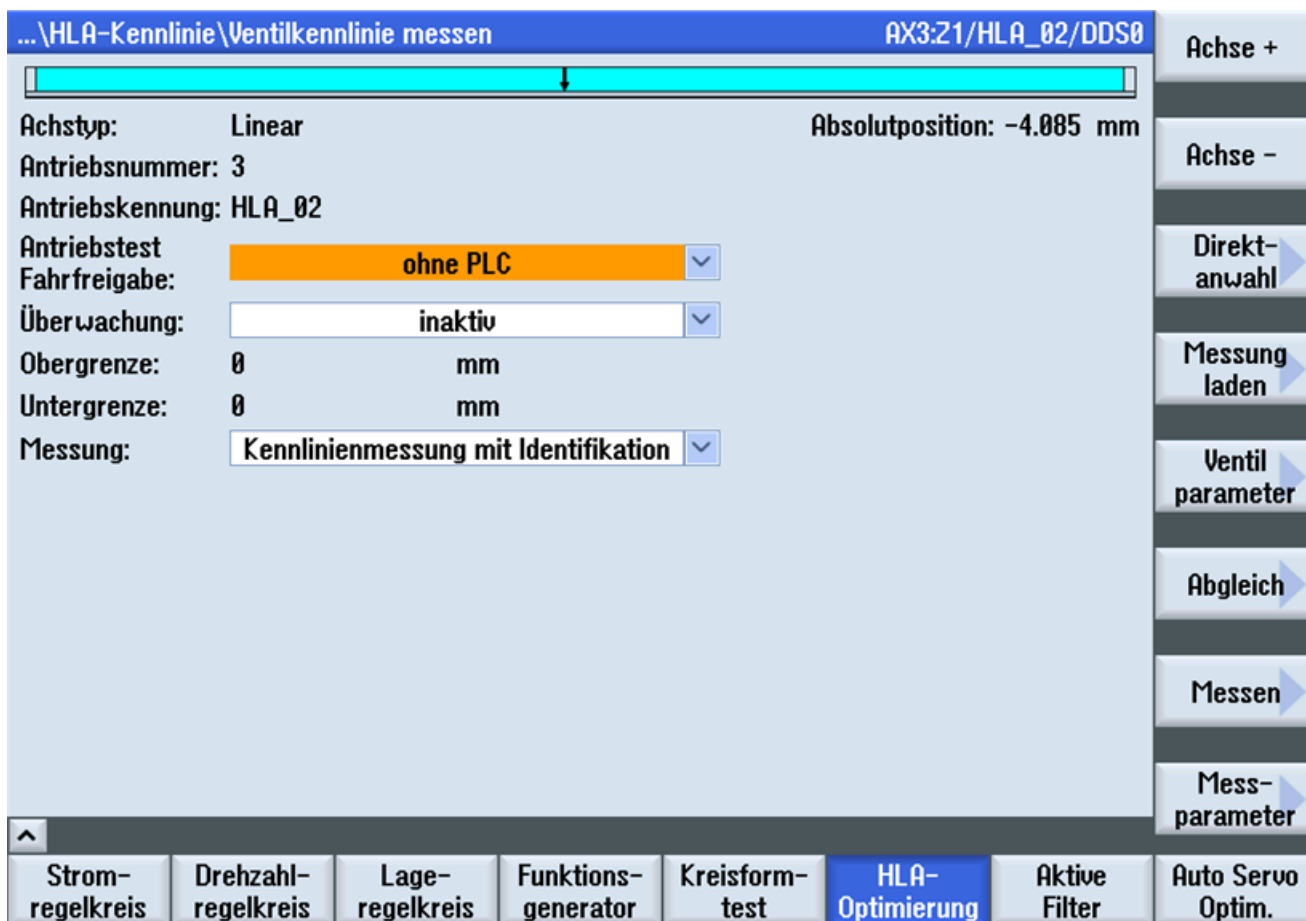 ...\HLA-Kennlinie\Ventilkennlinie messen AX3:Z1/HLA_02/DDS0
Achstyp: Linear Absolutposition: -4.085 mm
Antriebsnummer: 3
Antriebskennung: HLA_02
Antriebstest
Fahrfreigabe:
ohne PLC
Überwachung: inaktiv
Obergrenze: 0 mm
Untergrenze: 0 mm
Messung: Kennlinienmessung mit Identifikation
Achse +
Achse -
Direkt-
anwahl
Messung
laden
Ventil
parameter
Abgleich
Messen
Mess-
parameter
Strom-
regelkreis
Drehzahl-
regelkreis
Lage-
regelkreis
Funktions-
generator
Kreisform-
test
HLA-
Optimierung
Aktive
Filter
Auto Servo
Optim.